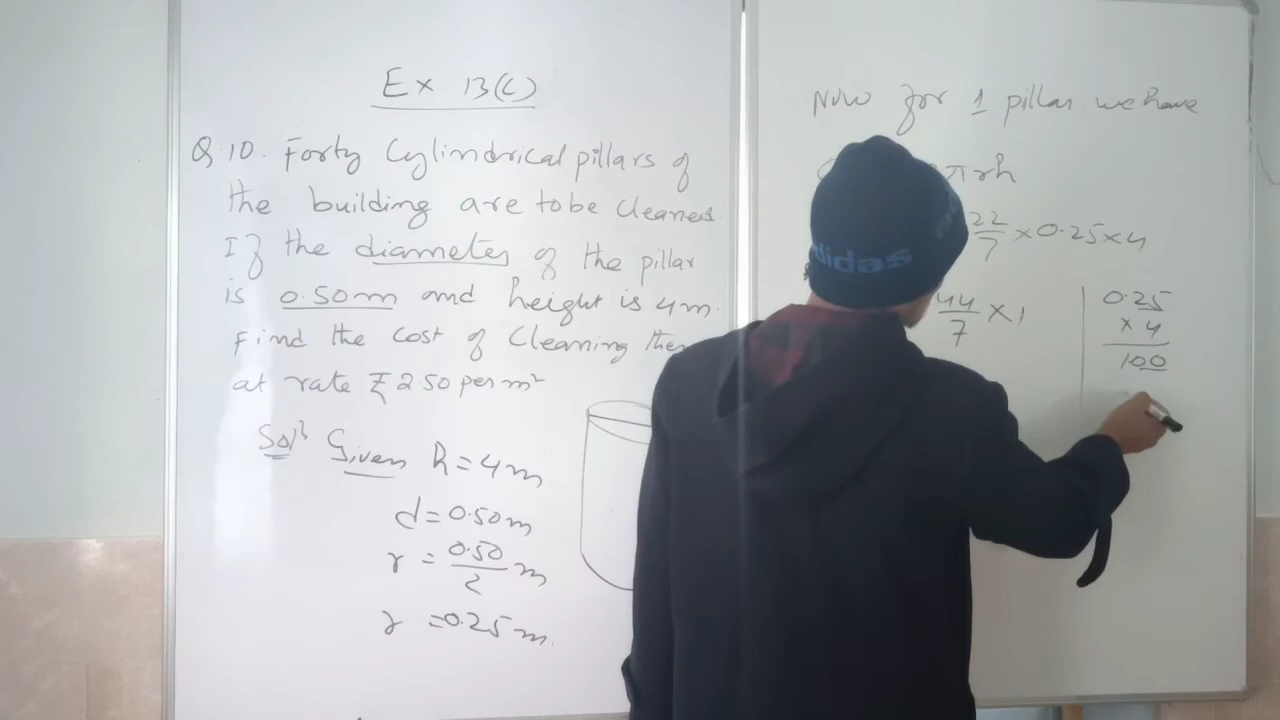 Ex 13(C)
Q.10. Forty Cylindrical pillars of
the building are to be cleaned.
If the diameter of the pillar
is 0.50m and height is 4m.
Find the cost of Cleaning them
at rate ₹2.50 per m²
Solⁿ Given h = 4m
d = 0.50m
r = 0.50/2 m
r = 0.25m.
Now for 1 pillar we have
πrh
22/7 × 0.25 × 4
44/7 × 1
0.25
× 4
100
adidas